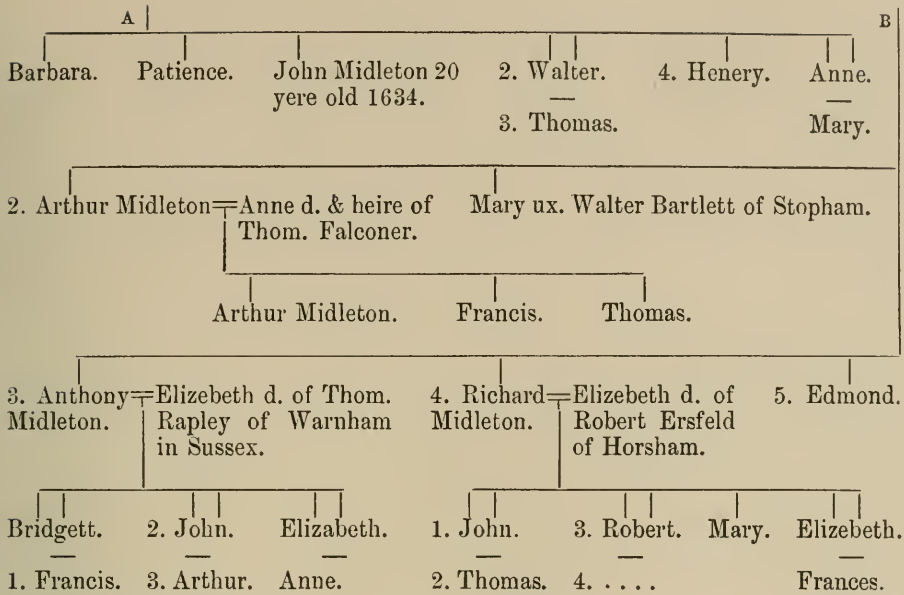 A B
Barbara. Patience. John Midleton 20 2. Walter. 4. Henery. Anne.
yere old 1634. — —
3. Thomas. Mary.
2. Arthur Midleton=Anne d. & heire of Mary ux. Walter Bartlett of Stopham.
Thom. Falconer.
Arthur Midleton. Francis. Thomas.
3. Anthony=Elizebeth d. of Thom. 4. Richard=Elizebeth d. of 5. Edmond.
Midleton. Rapley of Warnham Midleton. Robert Ersfeld
in Sussex. of Horsham.
Bridgett. 2. John. Elizabeth. 1. John. 3. Robert. Mary. Elizebeth.
— — — — — —
1. Francis. 3. Arthur. Anne. 2. Thomas. 4. . . . . Frances.